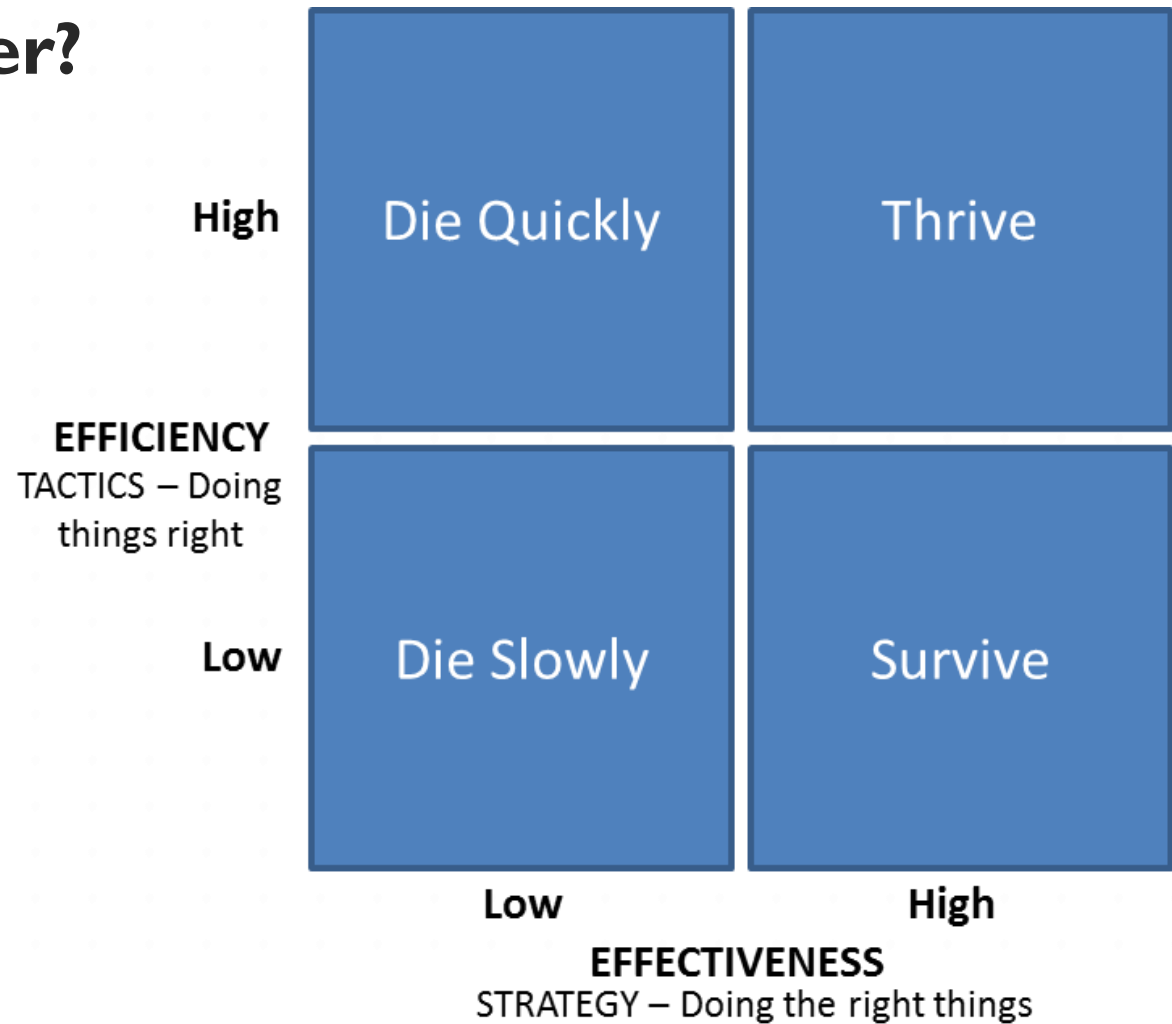 er?
High
Die Quickly
Thrive
EFFICIENCY
TACTICS – Doing
things right
Low
Die Slowly
Survive
Low
High
EFFECTIVENESS
STRATEGY – Doing the right things